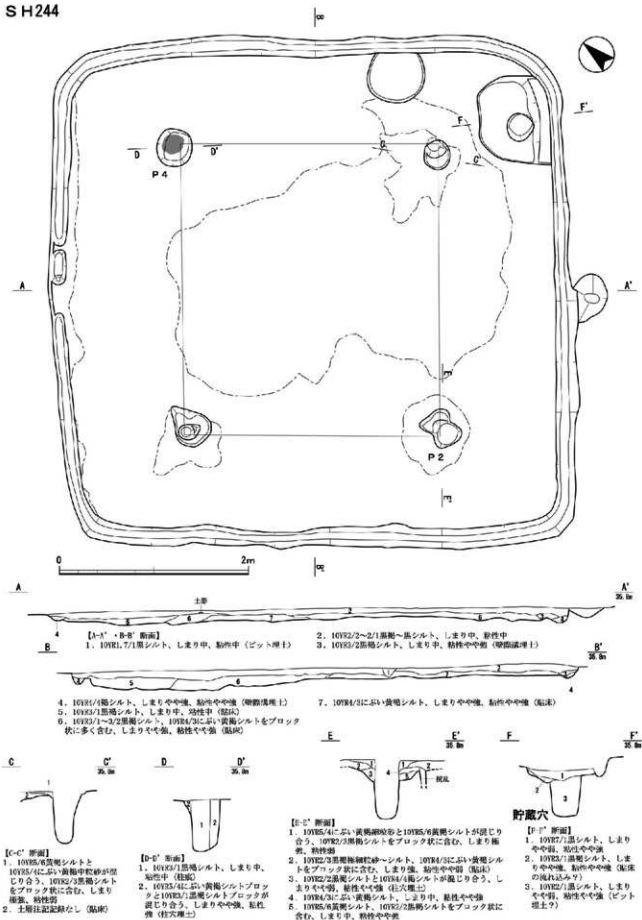 SH244
B
F
F'
D
D'
C
C'
P4
A
A'
E
P2
E'
B'
0
2m
A
A'
35.8m
土器
4
【A-A'・B-B' 断面】
1. 10YR1.7/1黒シルト、しまり中、粘性中（ピット埋土）
2. 10YR2/2～2/1黒褐～黒シルト、しまり中、粘性中
3. 10YR3/2黒褐シルト、しまり中、粘性やや強（壁際溝埋土）
B
B'
35.8m
4. 10YR4/4褐シルト、しまりやや強、粘性やや強（壁際溝埋土）
5. 10YR3/1黒褐シルト、しまり中、粘性中（貼床）
6. 10YR3/1～3/2黒褐シルト、10YR4/3にぶい黄褐シルトをブロック
状に多く含む、しまりやや強、粘性やや強（貼床）
7. 10YR4/3にぶい黄褐シルト、しまりやや強、粘性やや強（貼床）
C
C'
35.8m
D
D'
35.8m
E
E'
35.8m
F
F'
35.8m
撹乱
貯蔵穴
【C-C' 断面】
1. 10YR5/6黄褐シルトと
10YR5/4にぶい黄褐中粒砂が混
じり合う、10YR2/3黒褐シルト
をブロック状に含む、しまり
極強、粘性弱
2. 土層注記記録なし（貼床）
【D-D' 断面】
1. 10YR3/1黒褐シルト、しまり中、
粘性中（柱痕）
2. 10YR5/4にぶい黄褐シルトブロッ
クと10YR3/1黒褐シルトブロックが
混じり合う、しまりやや強、粘性
強（柱穴埋土）
【E-E' 断面】
1. 10YR5/4にぶい黄褐細粒砂と10YR5/6黄褐シルトが混じり
合う、10YR2/3黒褐シルトをブロック状に含む、しまり極
強、粘性弱
2. 10YR2/3黒褐極細粒砂～シルト、10YR4/3にぶい黄褐シル
トをブロック状に含む、しまり強、粘性やや弱（貼床）
3. 10YR2/2黒褐シルトと10YR4/4褐シルトが混じり合う、し
まりやや弱、粘性やや強（柱穴埋土）
4. 10YR4/3にぶい黄褐シルト、しまり中、粘性やや強
5. 10YR5/6黄褐シルト、10YR2/2黒褐シルトをブロック状に
含む、しまり中、粘性やや強
【F-F' 断面】
1. 10YR7/1黒シルト、しまり
やや弱、粘性やや強
2. 10YR3/1黒褐シルト、しま
りやや強、粘性やや強（貼床
の流れ込み？）
3. 10YR2/1黒シルト、しまり
やや弱、粘性やや強（ピット
埋土？）